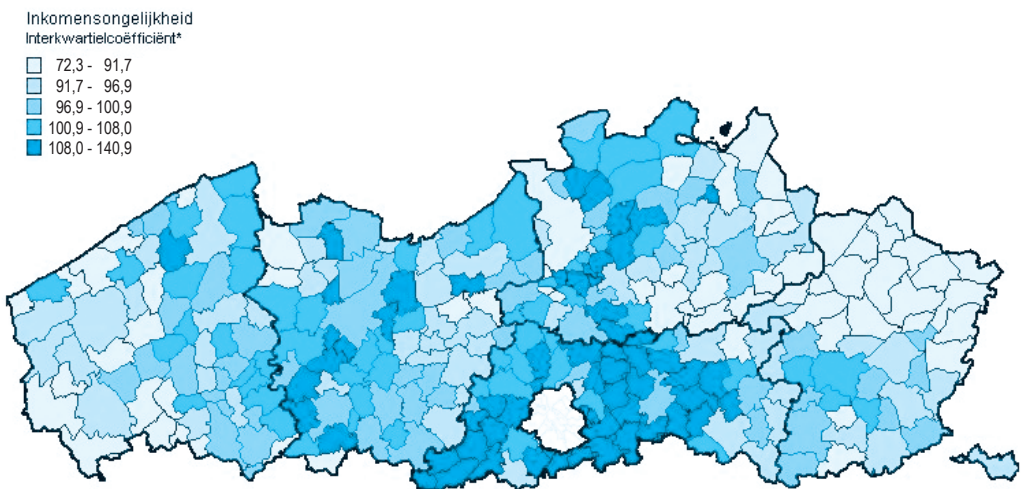 Inkomensongelijkheid
Interkwartielcoëfficiënt*
72,3 - 91,7
91,7 - 96,9
96,9 - 100,9
100,9 - 108,0
108,0 - 140,9